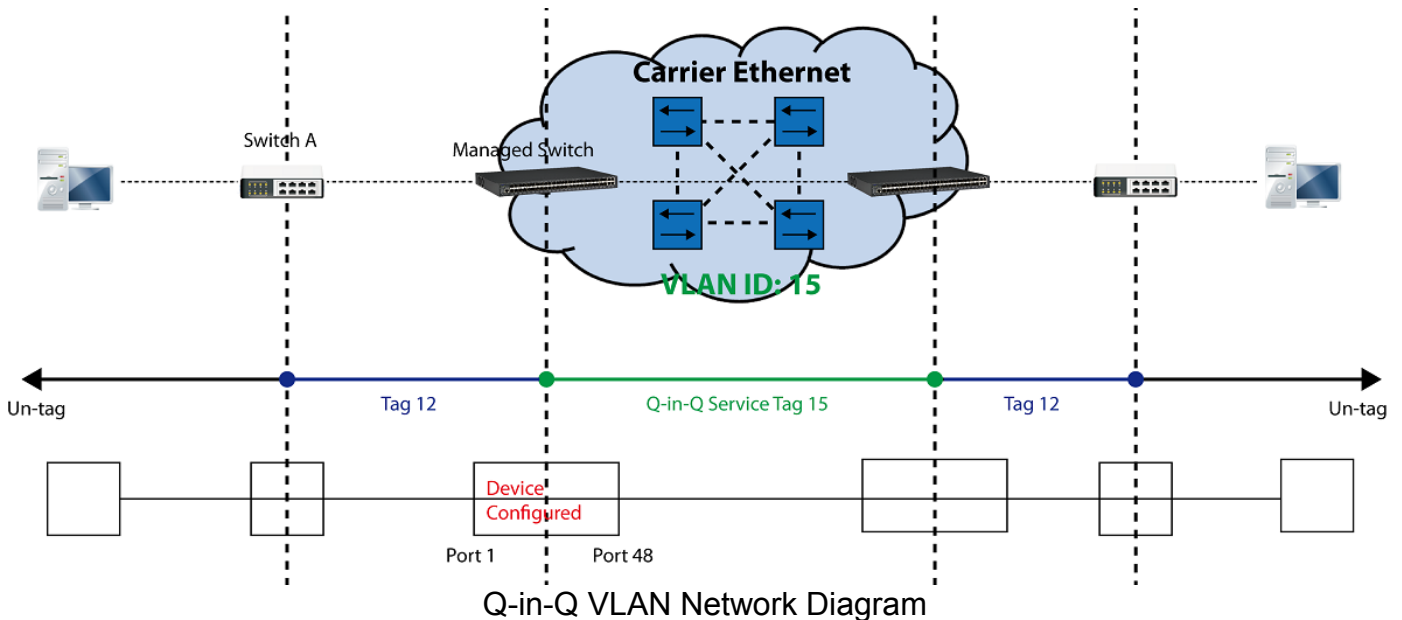 Carrier Ethernet
Switch A
Managed Switch
VLAN ID: 15
Un-tag
Tag 12
Q-in-Q Service Tag 15
Tag 12
Un-tag
Device
Configured
Port 1
Port 48
Q-in-Q VLAN Network Diagram